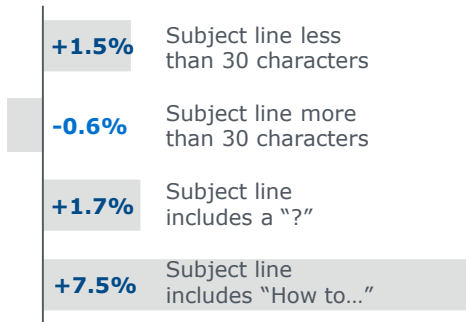 +1.5%
Subject line less
than 30 characters
-0.6%
Subject line more
than 30 characters
+1.7%
Subject line
includes a “?”
+7.5%
Subject line
includes “How to…”